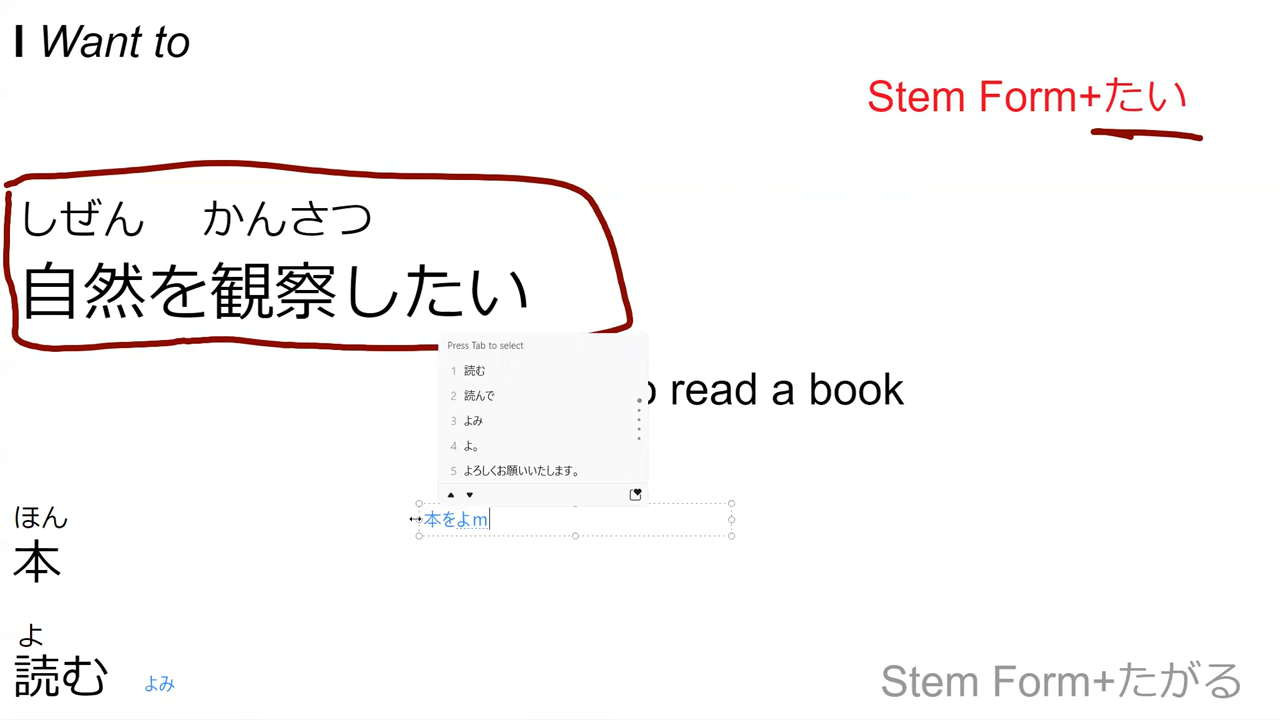 I Want to
Stem Form+たい
しぜん かんさつ
自然を観察したい
Press Tab to select
1 読む
2 読んで
3 よみ
4 よ。
5 よろしくお願いいたします。
read a book
本をよm
ほん
本
よ
読む よみ
Stem Form+たがる